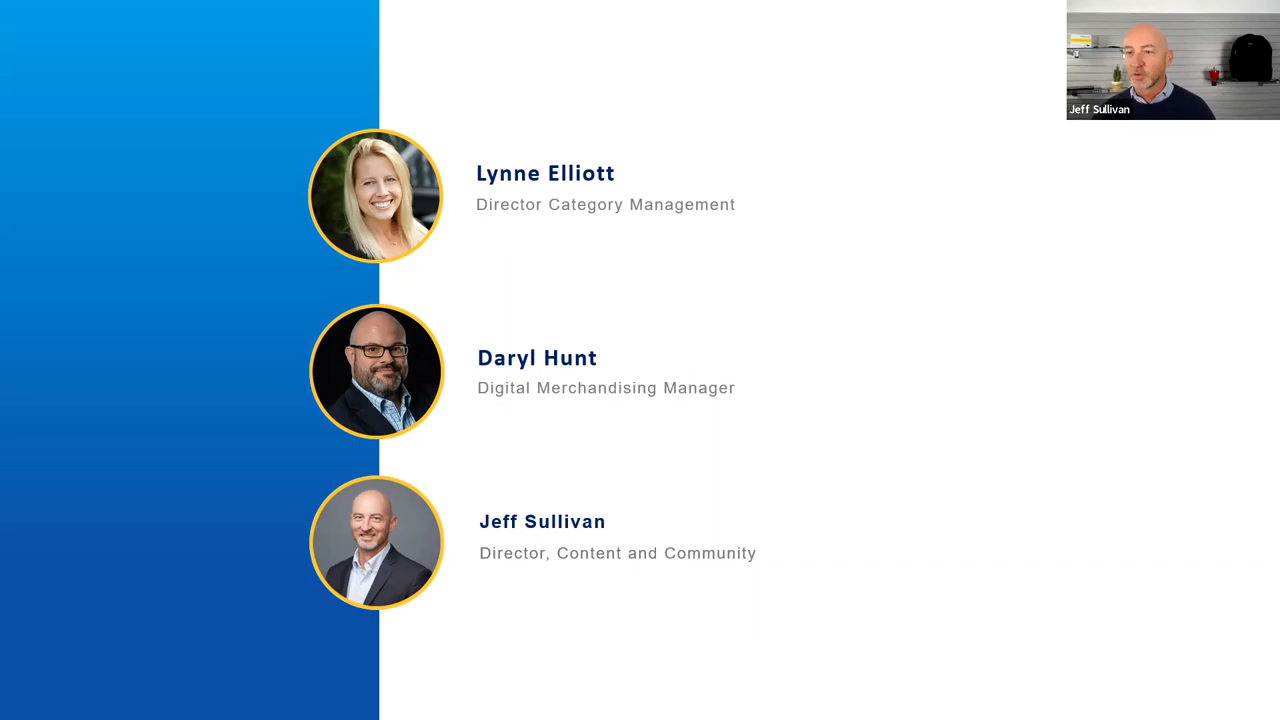 Jeff Sullivan
Lynne Elliott
Director Category Management
Daryl Hunt
Digital Merchandising Manager
Jeff Sullivan
Director, Content and Community